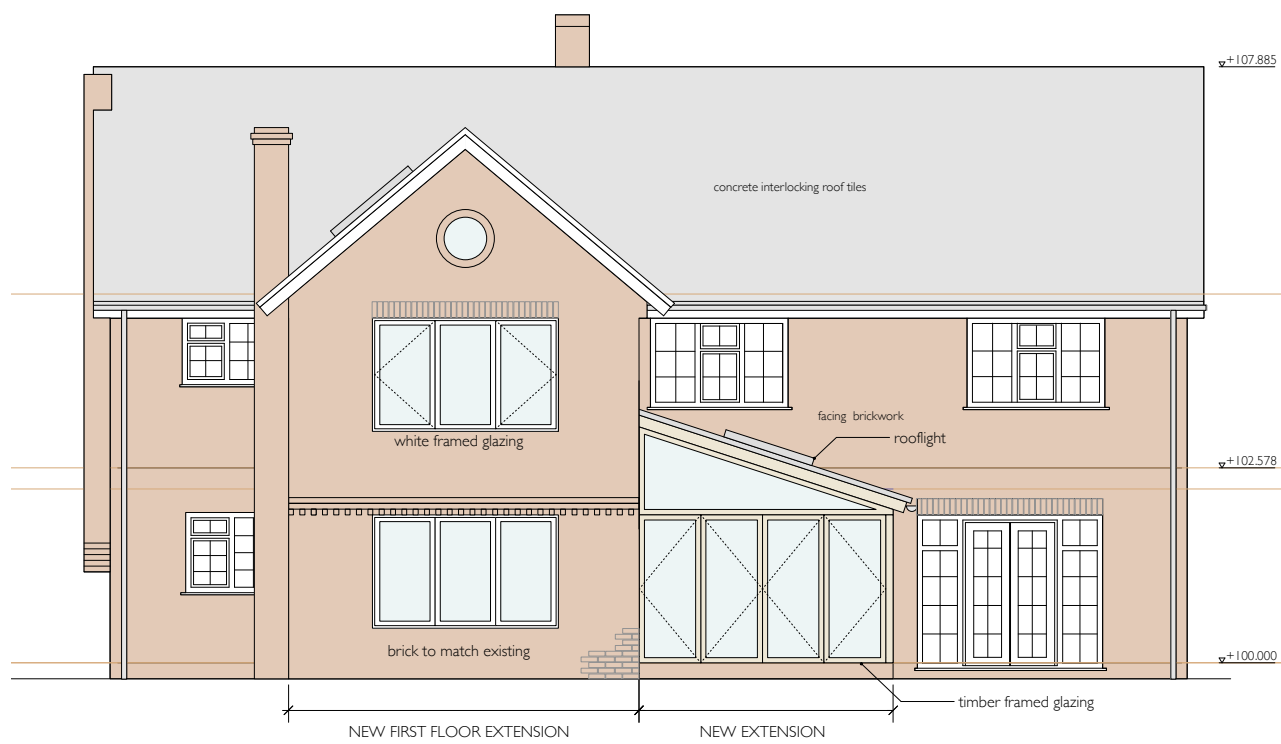 +107.885
concrete interlocking roof tiles
facing brickwork
rooflight
white framed glazing
+102.578
brick to match existing
+100.000
timber framed glazing
NEW FIRST FLOOR EXTENSION
NEW EXTENSION